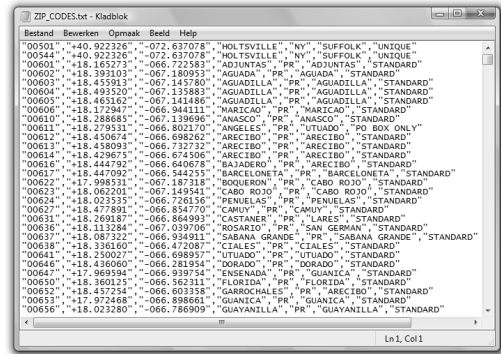 ZIP_CODES.txt - Kladblok
Bestand Bewerken Opmaak Beeld Help
"00501","+40.922326","-072.637078","HOLTSVILLE","NY","SUFFOLK","UNIQUE"
"00544","+40.922326","-072.637078","HOLTSVILLE","NY","SUFFOLK","UNIQUE"
"00601","+18.165273","-066.722583","ADJUNTAS","PR","ADJUNTAS","STANDARD"
"00602","+18.393103","-067.180953","AGUADA","PR","AGUADA","STANDARD"
"00603","+18.455913","-067.145780","AGUADILLA","PR","AGUADILLA","STANDARD"
"00604","+18.493520","-067.135883","AGUADILLA","PR","AGUADILLA","STANDARD"
"00605","+18.465162","-067.141486","AGUADILLA","PR","AGUADILLA","STANDARD"
"00606","+18.172947","-066.944111","MARICAO","PR","MARICAO","STANDARD"
"00610","+18.288685","-067.139696","ANASCO","PR","ANASCO","STANDARD"
"00611","+18.279531","-066.802170","ANGELES","PR","UTUADO","PO BOX ONLY"
"00612","+18.450674","-066.698262","ARECIBO","PR","ARECIBO","STANDARD"
"00613","+18.458093","-066.732732","ARECIBO","PR","ARECIBO","STANDARD"
"00614","+18.429675","-066.674506","ARECIBO","PR","ARECIBO","STANDARD"
"00616","+18.444792","-066.640678","BAJADERO","PR","ARECIBO","STANDARD"
"00617","+18.447092","-066.544255","BARCELONETA","PR","BARCELONETA","STANDARD"
"00622","+17.998531","-067.187318","BOQUERON","PR","CABO ROJO","STANDARD"
"00623","+18.062201","-067.149541","CABO ROJO","PR","CABO ROJO","STANDARD"
"00624","+18.023535","-066.726156","PENUELAS","PR","PENUELAS","STANDARD"
"00627","+18.477891","-066.854770","CAMUY","PR","CAMUY","STANDARD"
"00631","+18.269187","-066.864993","CASTANER","PR","LARES","STANDARD"
"00636","+18.113284","-067.039706","ROSARIO","PR","SAN GERMAN","STANDARD"
"00637","+18.087322","-066.934911","SABANA GRANDE","PR","SABANA GRANDE","STANDARD"
"00638","+18.336160","-066.472087","CIALES","PR","CIALES","STANDARD"
"00641","+18.250027","-066.698957","UTUADO","PR","UTUADO","STANDARD"
"00646","+18.436060","-066.281954","DORADO","PR","DORADO","STANDARD"
"00647","+17.969594","-066.939754","ENSENADA","PR","GUANICA","STANDARD"
"00650","+18.360125","-066.562311","FLORIDA","PR","FLORIDA","STANDARD"
"00652","+18.457254","-066.603358","GARROCHALES","PR","ARECIBO","STANDARD"
"00653","+17.972468","-066.898661","GUANICA","PR","GUANICA","STANDARD"
"00656","+18.023280","-066.786909","GUAYANILLA","PR","GUAYANILLA","STANDARD"
Ln 1, Col 1